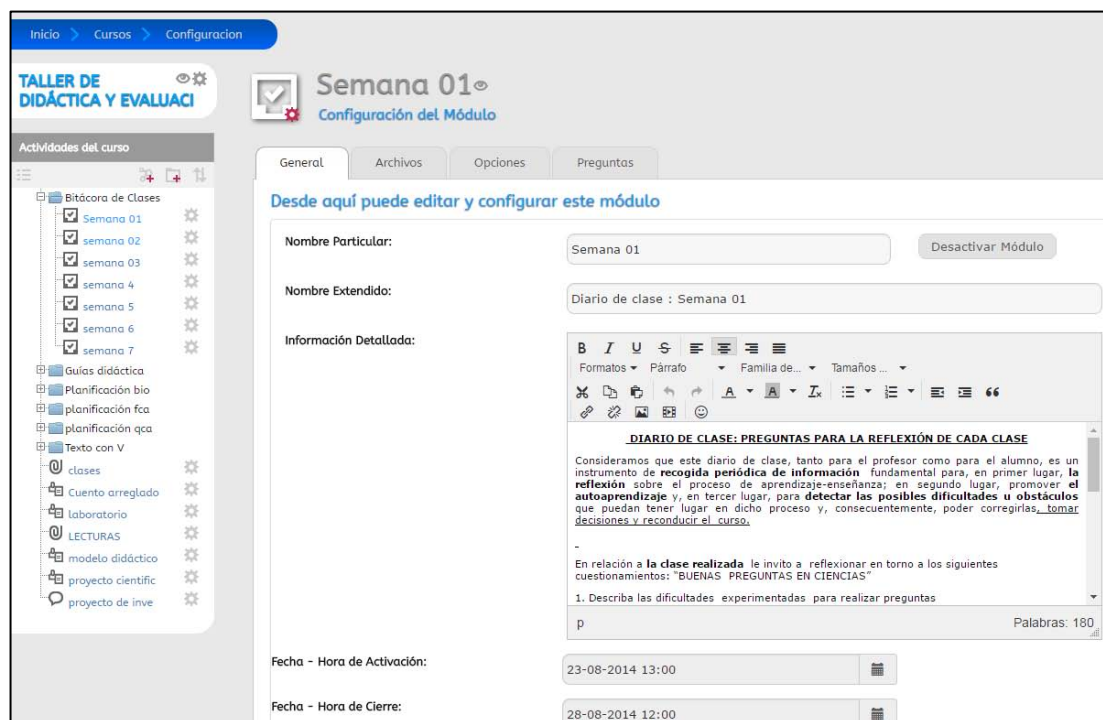 Inicio > Cursos > Configuracion
TALLER DE
DIDÁCTICA Y EVALUACI
Actividades del curso
Bitácora de Clases
Semana 01
semana 02
semana 03
semana 4
semana 5
semana 6
semana 7
Guías didáctica
Planificación bio
planificación fca
planificación qca
Texto con V
clases
Cuento arreglado
laboratorio
LECTURAS
modelo didáctico
proyecto cientific
proyecto de inve
Semana 01
Configuración del Módulo
General Archivos Opciones Preguntas
Desde aquí puede editar y configurar este módulo
Nombre Particular:
Semana 01
Desactivar Módulo
Nombre Extendido:
Diario de clase : Semana 01
Información Detallada:
B I U S
Formatos Párrafo Familia de... Tamaños ...
A A Ix
DIARIO DE CLASE: PREGUNTAS PARA LA REFLEXIÓN DE CADA CLASE
Consideramos que este diario de clase, tanto para el profesor como para el alumno, es un
instrumento de recogida periódica de información fundamental para, en primer lugar, la
reflexión sobre el proceso de aprendizaje-enseñanza; en segundo lugar, promover el
autoaprendizaje y, en tercer lugar, para detectar las posibles dificultades u obstáculos
que puedan tener lugar en dicho proceso y, consecuentemente, poder corregirlas, tomar
decisiones y reconducir el curso.
-
En relación a la clase realizada le invito a reflexionar en torno a los siguientes
cuestionamientos: "BUENAS PREGUNTAS EN CIENCIAS"
1. Describa las dificultades experimentadas para realizar preguntas
p Palabras: 180
Fecha - Hora de Activación:
23-08-2014 13:00
Fecha - Hora de Cierre:
28-08-2014 12:00